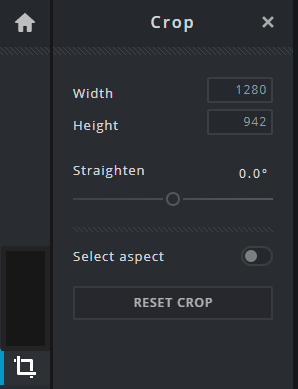 Crop
Width 1280
Height 942
Straighten 0.0°
Select aspect
RESET CROP